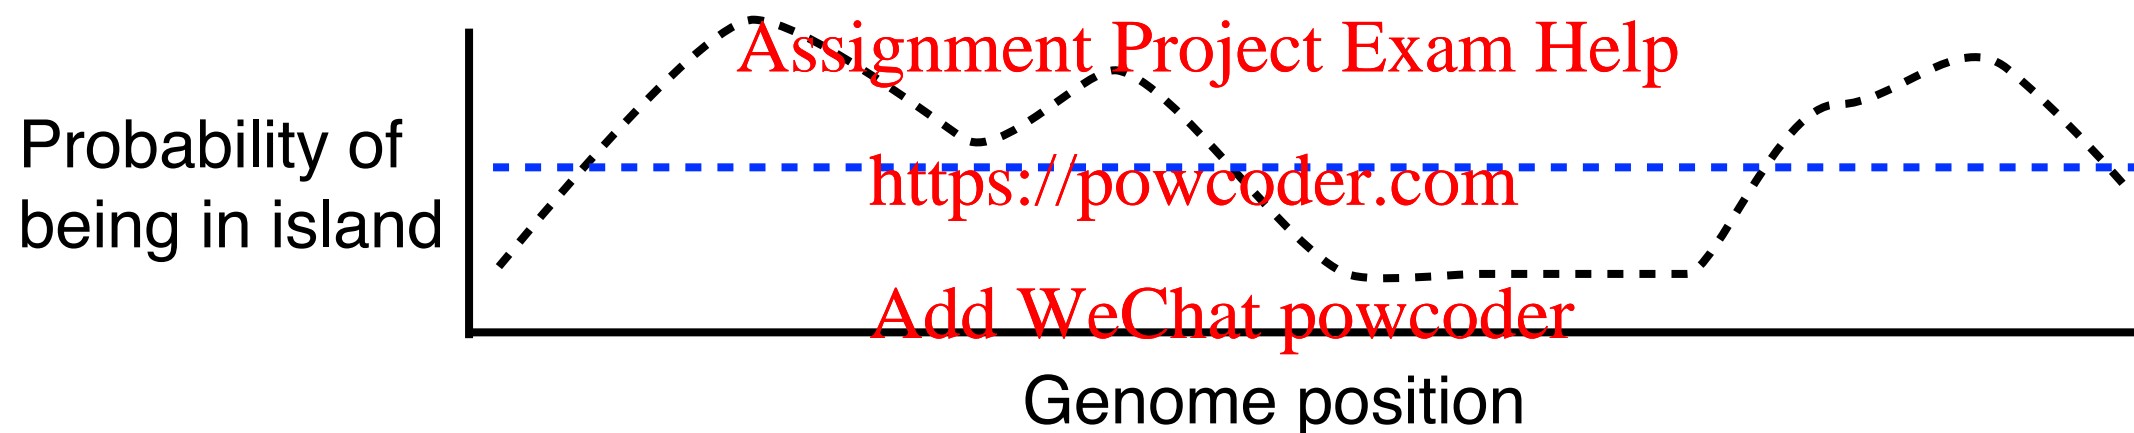 Assignment Project Exam Help
Probability of
being in island
https://powcoder.com
Add WeChat powcoder
Genome position